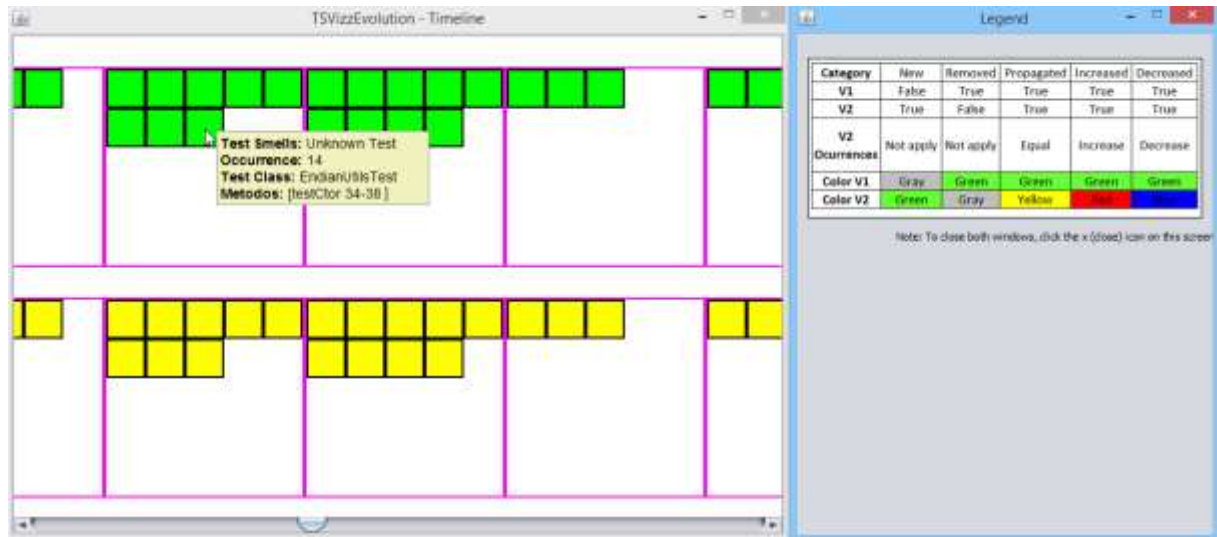 TSVizzEvolution - Timeline
Test Smells: Unknown Test
Occurrence: 14
Test Class: EndianUtilsTest
Metodos: [testCtor 34-38 ]
Legend
Category New Removed Propagated Increased Decreased
V1 False True True True True
V2 True False True True True
V2 Ocurrences Not apply Not apply Equal Increase Decrease
Color V1 Gray Green Green Green Green
Color V2 Green Gray Yellow Red
Note: To close both windows, click the x (close) icon on this screen